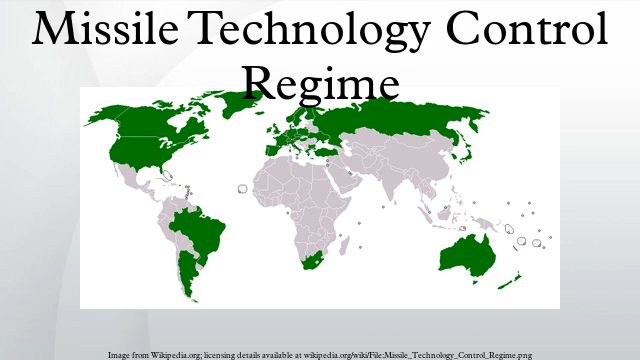 Missile Technology Control
Regime
Image from Wikipedia.org; licensing details available at wikipedia.org/wiki/File:Missile_Technology_Control_Regime.png